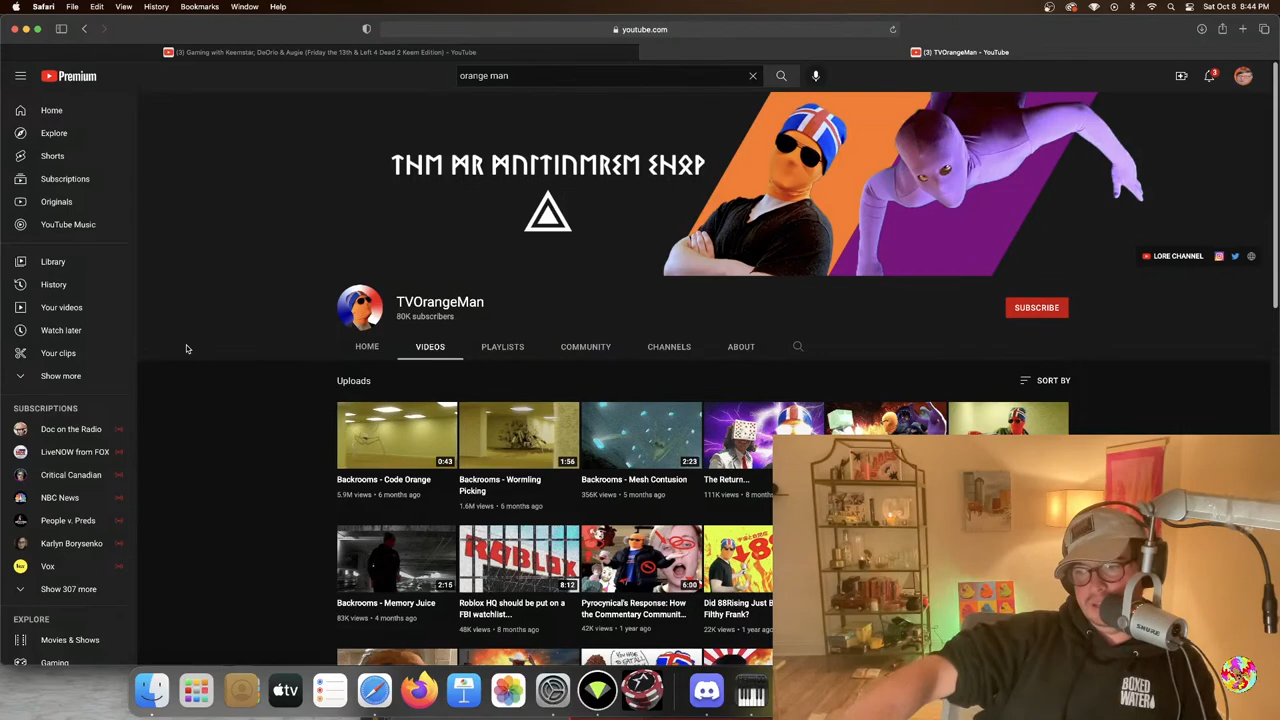 Safari File Edit View History Bookmarks Window Help
Sat Oct 8 8:44 PM
youtube.com
(3) Gaming with Keemstar, DeOrio & Augie (Friday the 13th & Left 4 Dead 2 Keem Edition) – YouTube
(3) TVOrangeMan - YouTube
Premium
orange man
3
Home
Explore
Shorts
Subscriptions
Originals
YouTube Music
Library
History
Your videos
Watch later
Your clips
Show more
SUBSCRIPTIONS
Doc on the Radio
LiveNOW from FOX
Critical Canadian
NBC News
People v. Preds
Karlyn Borysenko
Vox
Show 307 more
EXPLORE
Movies & Shows
Gaming
LORE CHANNEL
TVOrangeMan
80K subscribers
SUBSCRIBE
HOME VIDEOS PLAYLISTS COMMUNITY CHANNELS ABOUT
Uploads
SORT BY
0:43
1:56
2:23
Backrooms - Code Orange
5.9M views • 6 months ago
Backrooms - Wormling
Picking
1.6M views • 6 months ago
Backrooms - Mesh Contusion
356K views • 5 months ago
The Return...
111K views • 8 month
2:15
ROBLOX
8:12
6:00
Backrooms - Memory Juice
83K views • 4 months ago
Roblox HQ should be put on a
FBI watchlist...
48K views • 8 months ago
Pyrocynical's Response: How
the Commentary Communit...
42K views • 1 year ago
Did 88Rising Just B
Filthy Frank?
22K views • 1 year ago
tv
SHURE
BOXED
WATER